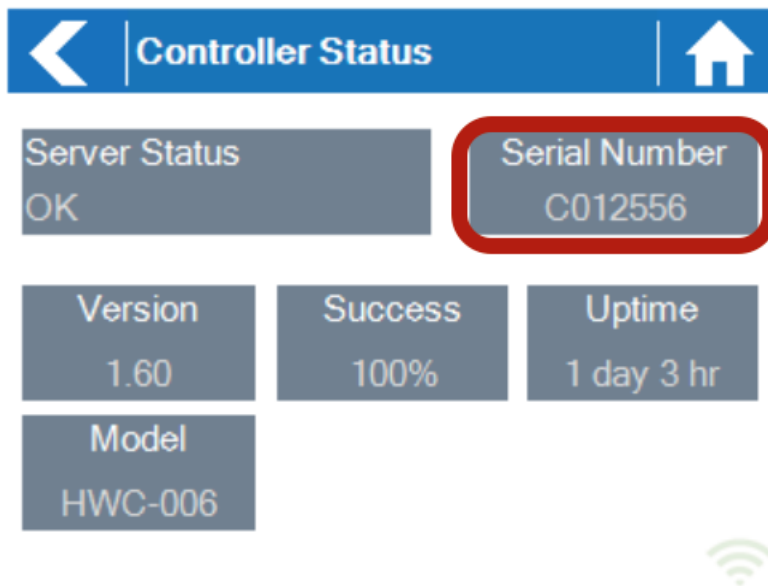 Controller Status
Server Status
OK
Serial Number
C012556
Version
1.60
Success
100%
Uptime
1 day 3 hr
Model
HWC-006